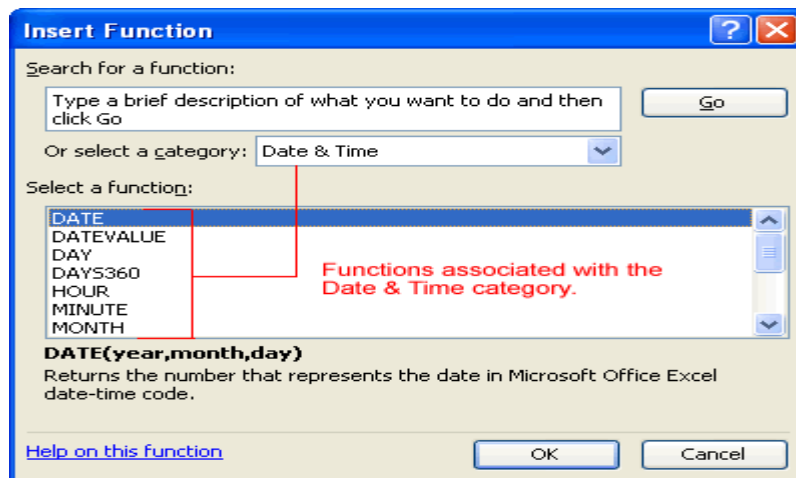 Insert Function
Search for a function:
Type a brief description of what you want to do and then
click Go
Go
Or select a category: Date & Time
Select a function:
DATE
DATEVALUE
DAY
DAYS360
HOUR
MINUTE
MONTH
Functions associated with the
Date & Time category.
DATE(year,month,day)
Returns the number that represents the date in Microsoft Office Excel
date-time code.
Help on this function
OK
Cancel